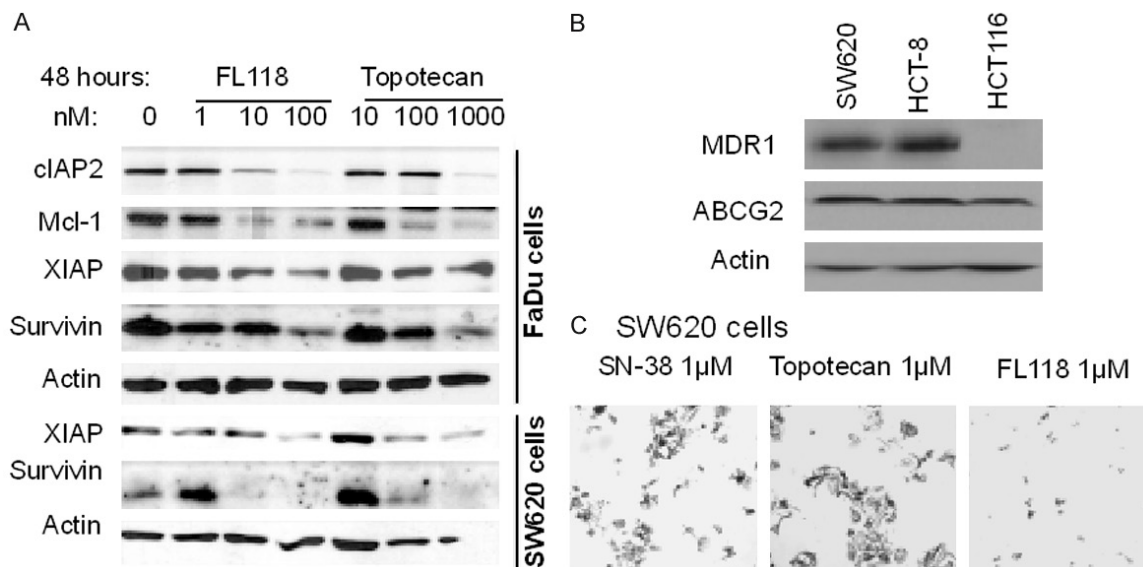 A
48 hours: FL118 Topotecan
nM: 0 1 10 100 10 100 1000
cIAP2
Mcl-1
XIAP
Survivin
Actin
FaDu cells
XIAP
Survivin
Actin
SW620 cells
B
SW620 HCT-8 HCT116
MDR1
ABCG2
Actin
C SW620 cells
SN-38 1µM Topotecan 1µM FL118 1µM